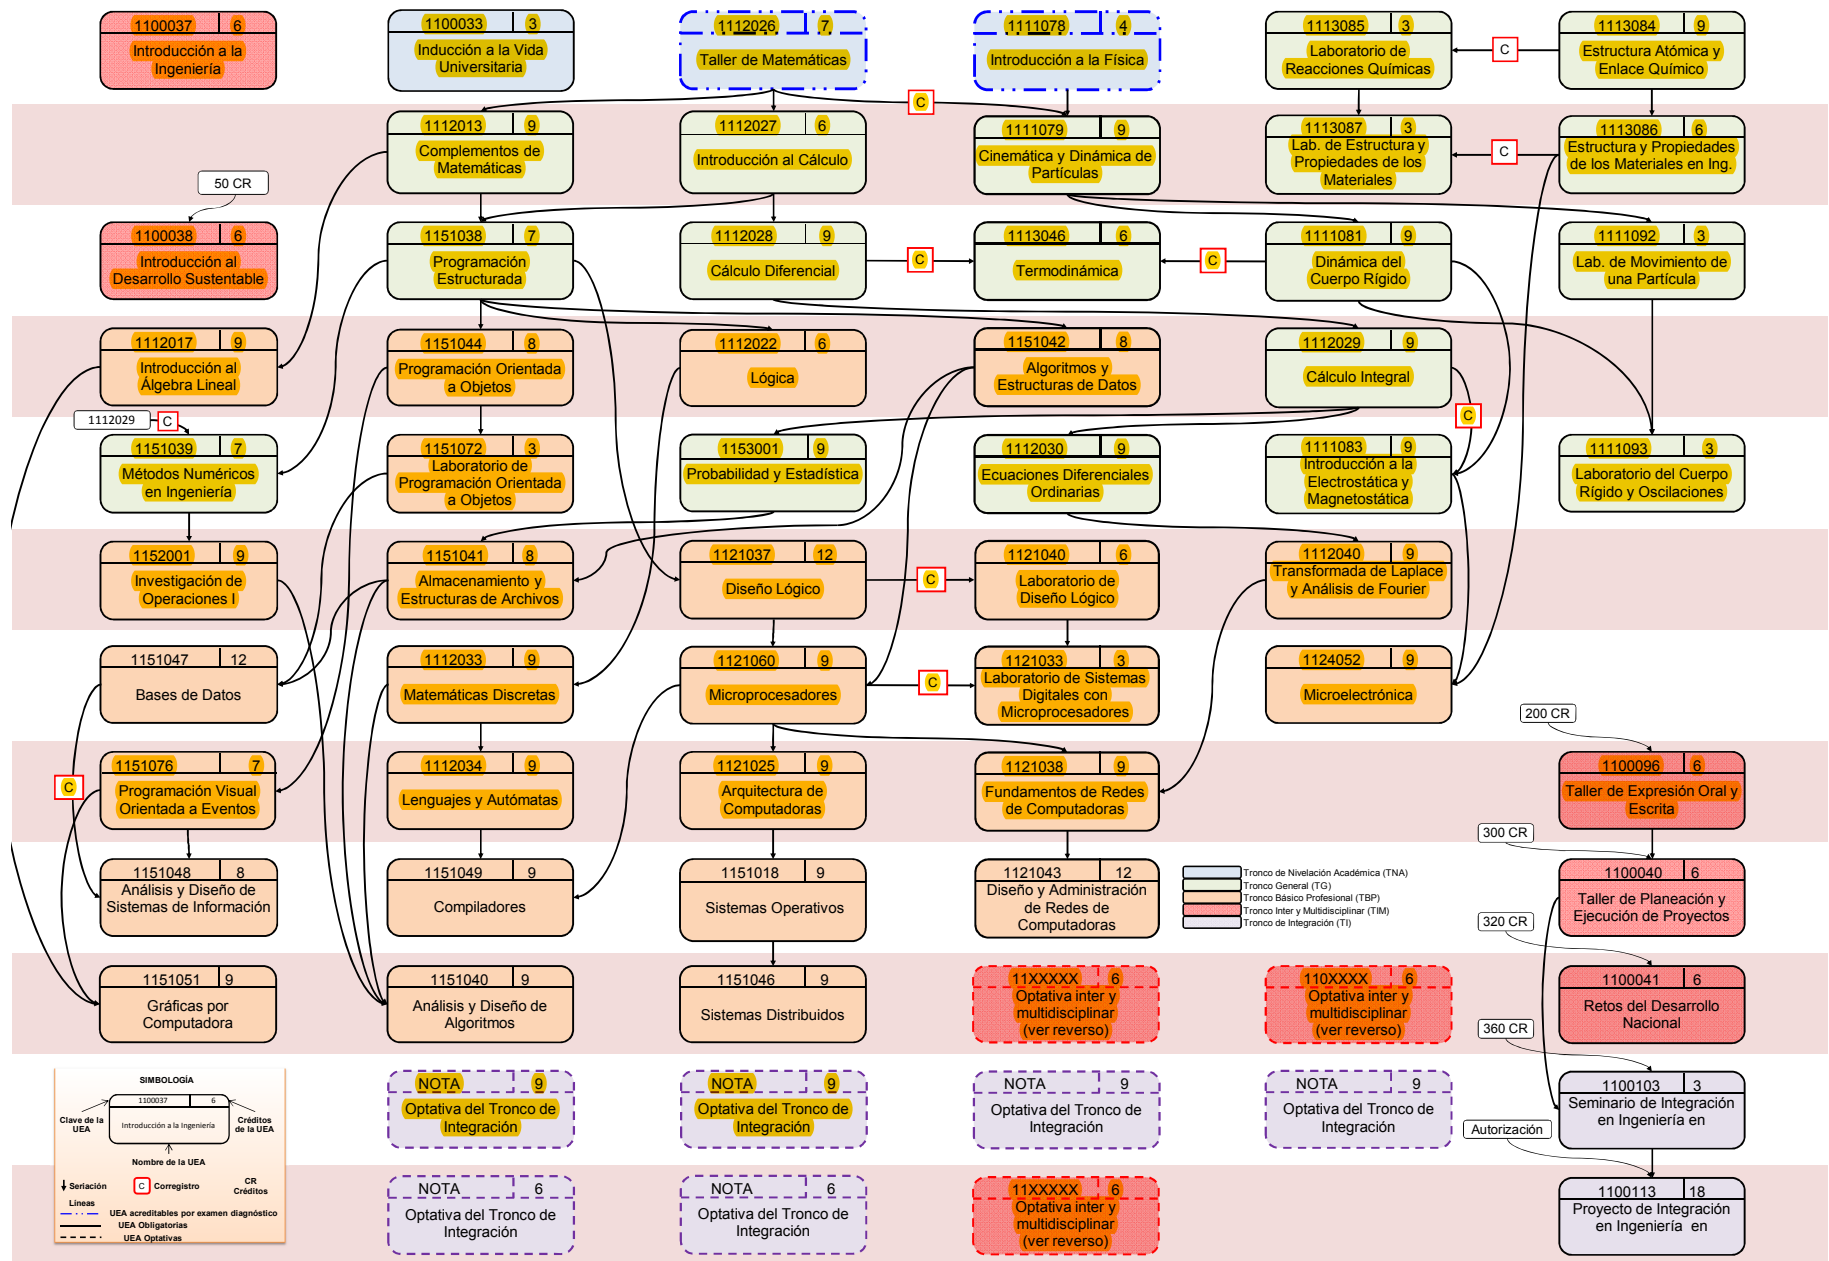 1100037 6
Introducción a la
Ingeniería
1100033 3
Inducción a la Vida
Universitaria
1112026 7
Taller de Matemáticas
1111078 4
Introducción a la Física
1113085 3
Laboratorio de
Reacciones Químicas
C
1113084 9
Estructura Atómica y
Enlace Químico
C
1112013 9
Complementos de
Matemáticas
1112027 6
Introducción al Cálculo
1111079 9
Cinemática y Dinámica de
Partículas
1113087 3
Lab. de Estructura y
Propiedades de los
Materiales
C
1113086 6
Estructura y Propiedades
de los Materiales en Ing.
50 CR
1100038 6
Introducción al
Desarrollo Sustentable
1151038 7
Programación
Estructurada
1112028 9
Cálculo Diferencial
C
1113046 6
Termodinámica
C
1111081 9
Dinámica del
Cuerpo Rígido
1111092 3
Lab. de Movimiento de
una Partícula
1112017 9
Introducción al
Álgebra Lineal
1151044 8
Programación Orientada
a Objetos
1112022 6
Lógica
1151042 8
Algoritmos y
Estructuras de Datos
1112029 9
Cálculo Integral
C
1112029
C
1151039 7
Métodos Numéricos
en Ingeniería
1151072 3
Laboratorio de
Programación Orientada
a Objetos
1153001 9
Probabilidad y Estadística
1112030 9
Ecuaciones Diferenciales
Ordinarias
1111083 9
Introducción a la
Electrostática y
Magnetostática
1111093 3
Laboratorio del Cuerpo
Rígido y Oscilaciones
1152001 9
Investigación de
Operaciones I
1151041 8
Almacenamiento y
Estructuras de Archivos
1121037 12
Diseño Lógico
C
1121040 6
Laboratorio de
Diseño Lógico
1112040 9
Transformada de Laplace
y Análisis de Fourier
1151047 12
Bases de Datos
1112033 9
Matemáticas Discretas
1121060 9
Microprocesadores
C
1121033 3
Laboratorio de Sistemas
Digitales con
Microprocesadores
1124052 9
Microelectrónica
200 CR
C
1151076 7
Programación Visual
Orientada a Eventos
1112034 9
Lenguajes y Autómatas
1121025 9
Arquitectura de
Computadoras
1121038 9
Fundamentos de Redes
de Computadoras
1100096 6
Taller de Expresión Oral y
Escrita
300 CR
1151048 8
Análisis y Diseño de
Sistemas de Información
1151049 9
Compiladores
1151018 9
Sistemas Operativos
1121043 12
Diseño y Administración
de Redes de
Computadoras
Tronco de Nivelación Académica (TNA)
Tronco General (TG)
Tronco Básico Profesional (TBP)
Tronco Inter y Multidisciplinar (TIM)
Tronco de Integración (TI)
1100040 6
Taller de Planeación y
Ejecución de Proyectos
320 CR
1151051 9
Gráficas por
Computadora
1151040 9
Análisis y Diseño de
Algoritmos
1151046 9
Sistemas Distribuidos
11XXXXX 6
Optativa inter y
multidisciplinar
(ver reverso)
110XXXX 6
Optativa inter y
multidisciplinar
(ver reverso)
1100041 6
Retos del Desarrollo
Nacional
360 CR
SIMBOLOGÍA
1100037 6
Introducción a la Ingeniería
Clave de la
UEA
Créditos
de la UEA
Nombre de la UEA
Seriación
C
Corregistro
CR
Créditos
Líneas
UEA acreditables por examen diagnóstico
UEA Obligatorias
UEA Optativas
NOTA 9
Optativa del Tronco de
Integración
NOTA 9
Optativa del Tronco de
Integración
NOTA 9
Optativa del Tronco de
Integración
NOTA 9
Optativa del Tronco de
Integración
1100103 3
Seminario de Integración
en Ingeniería en
Autorización
NOTA 6
Optativa del Tronco de
Integración
NOTA 6
Optativa del Tronco de
Integración
11XXXXX 6
Optativa inter y
multidisciplinar
(ver reverso)
1100113 18
Proyecto de Integración
en Ingeniería en